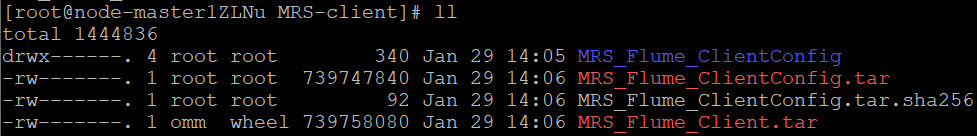 [root@node-master1ZLNu MRS-client]# ll
total 1444836
drwx------. 4 root root       340 Jan 29 14:05 MRS_Flume_ClientConfig
-rw-------. 1 root root 739747840 Jan 29 14:06 MRS_Flume_ClientConfig.tar
-rw-------. 1 root root        92 Jan 29 14:06 MRS_Flume_ClientConfig.tar.sha256
-rw-------. 1 omm  wheel 739758080 Jan 29 14:06 MRS_Flume_Client.tar